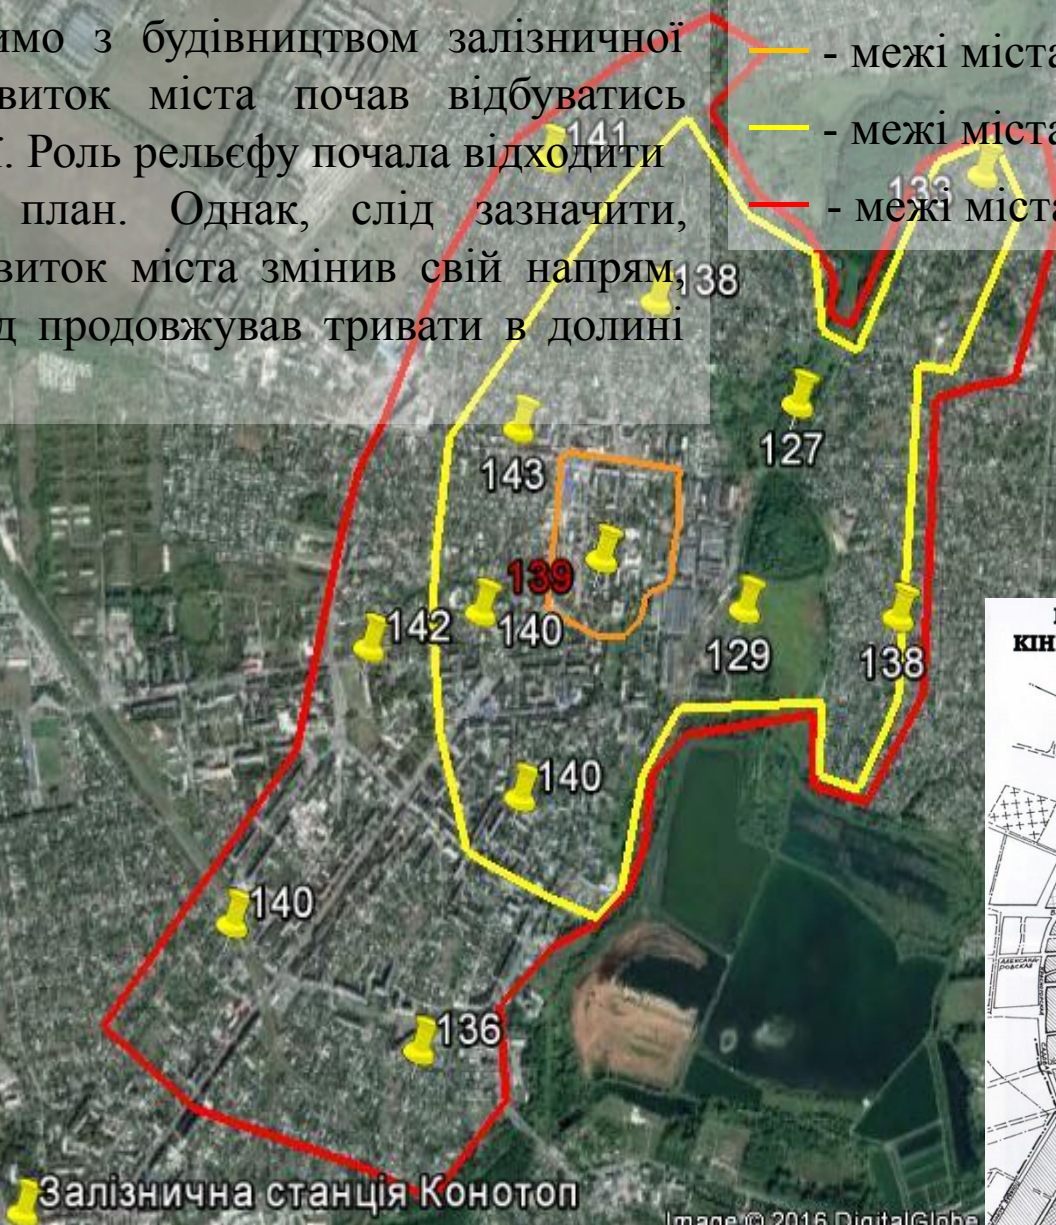 имо з будівництвом залізничної
виток міста почав відбуватись
ї. Роль рельєфу почала відходити
план. Однак, слід зазначити,
виток міста змінив свій напрям,
д продовжував тривати в долині
- межі міста
- межі міста
- межі міста
141
133
138
127
143
139
142
140
129
138
140
140
136
Залізнична станція Конотоп
Image © 2016 DigitalGlobe
КІН
АЛЕКСАНД
РОВСКАЯ